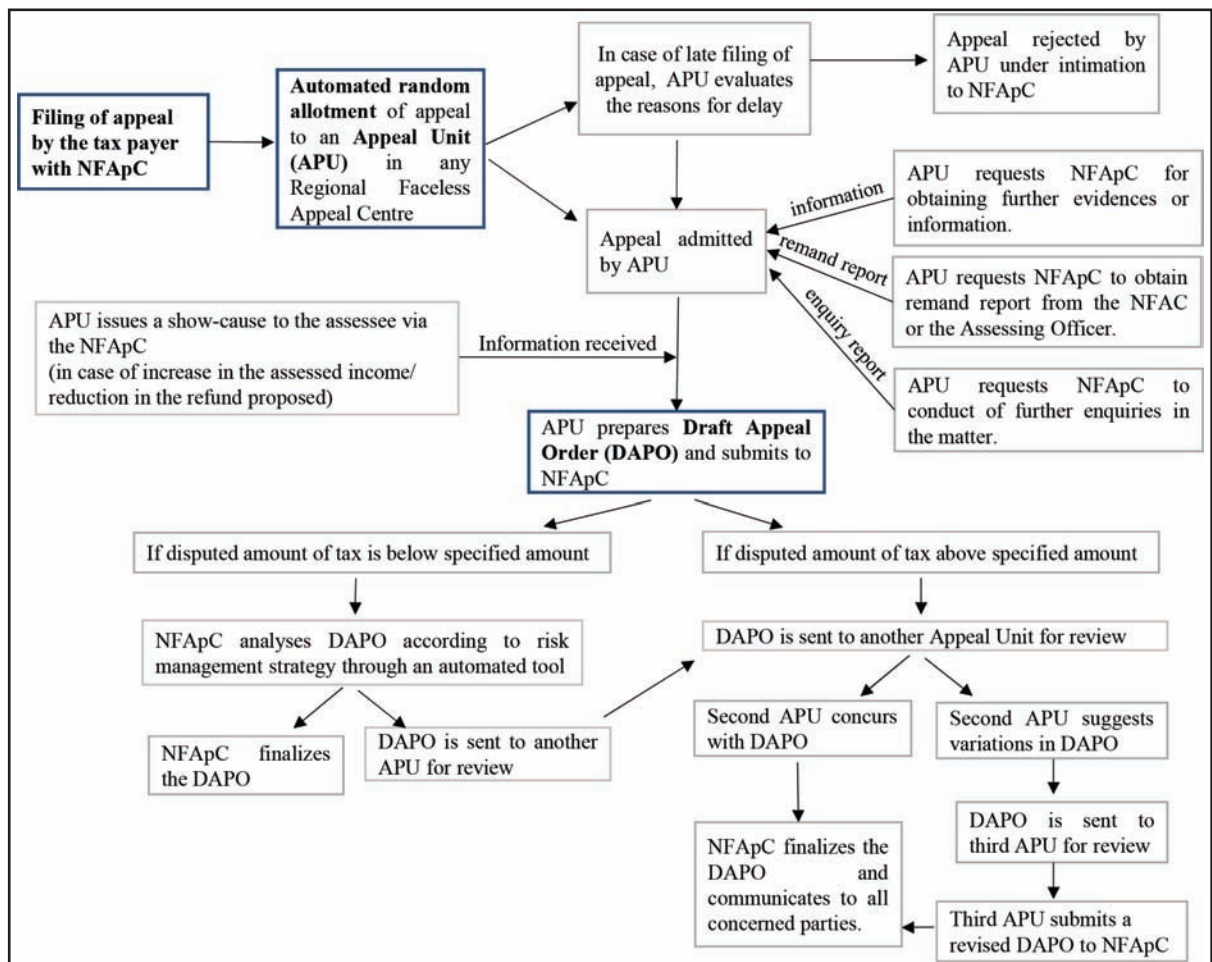 Filing of appeal
by the tax payer
with NFApC
Automated random
allotment of appeal
to an Appeal Unit
(APU) in any
Regional Faceless
Appeal Centre
In case of late filing of
appeal, APU evaluates
the reasons for delay
Appeal rejected by
APU under intimation
to NFApC
Appeal admitted
by APU
information
remand report
enquiry report
APU requests NFApC for
obtaining further evidences or
information.
APU requests NFApC to obtain
remand report from the NFAC
or the Assessing Officer.
APU requests NFApC to
conduct of further enquiries in
the matter.
APU issues a show-cause to the assessee via
the NFApC
(in case of increase in the assessed income/
reduction in the refund proposed)
Information received
APU prepares Draft Appeal
Order (DAPO) and submits to
NFApC
If disputed amount of tax is below specified amount
If disputed amount of tax above specified amount
NFApC analyses DAPO according to risk
management strategy through an automated tool
DAPO is sent to another Appeal Unit for review
NFApC finalizes
the DAPO
DAPO is sent to another
APU for review
Second APU concurs
with DAPO
Second APU suggests
variations in DAPO
NFApC finalizes the
DAPO and
communicates to all
concerned parties.
DAPO is sent to
third APU for review
Third APU submits a
revised DAPO to NFApC